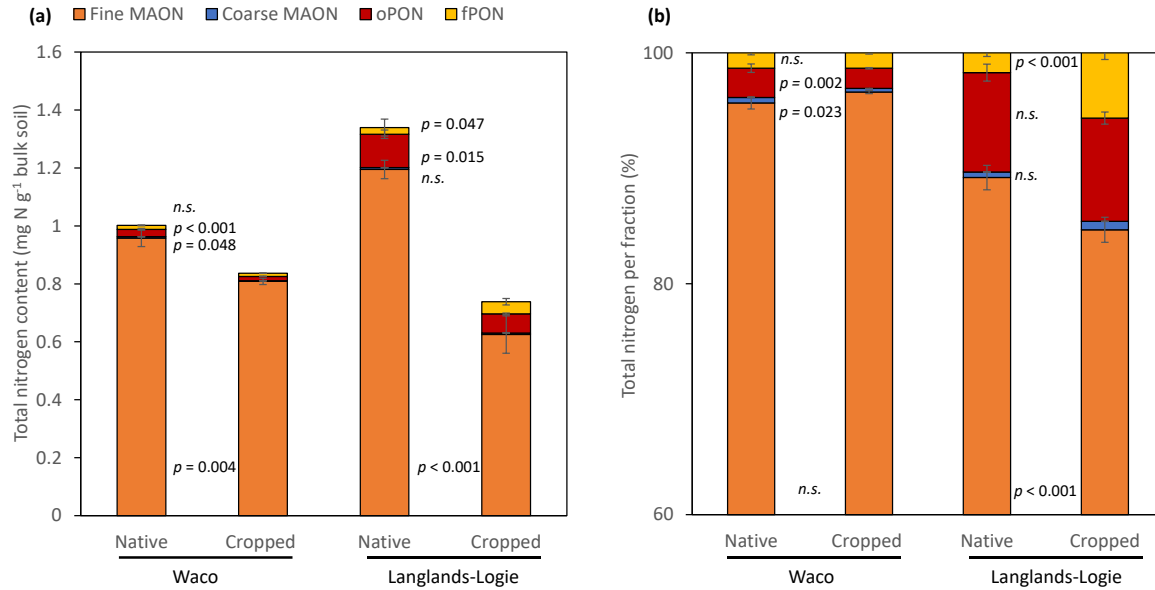 (a)
Fine MAON Coarse MAON oPON fPON
Total nitrogen content (mg N g⁻¹ bulk soil)
1.6
1.4
1.2
1
0.8
0.6
0.4
0.2
0
n.s.
p < 0.001
p = 0.048
p = 0.004
p = 0.047
p = 0.015
n.s.
p < 0.001
Native Cropped Native Cropped
Waco Langlands-Logie
(b)
Total nitrogen per fraction (%)
100
80
60
n.s.
p = 0.002
p = 0.023
n.s.
p < 0.001
n.s.
n.s.
p < 0.001
Native Cropped Native Cropped
Waco Langlands-Logie